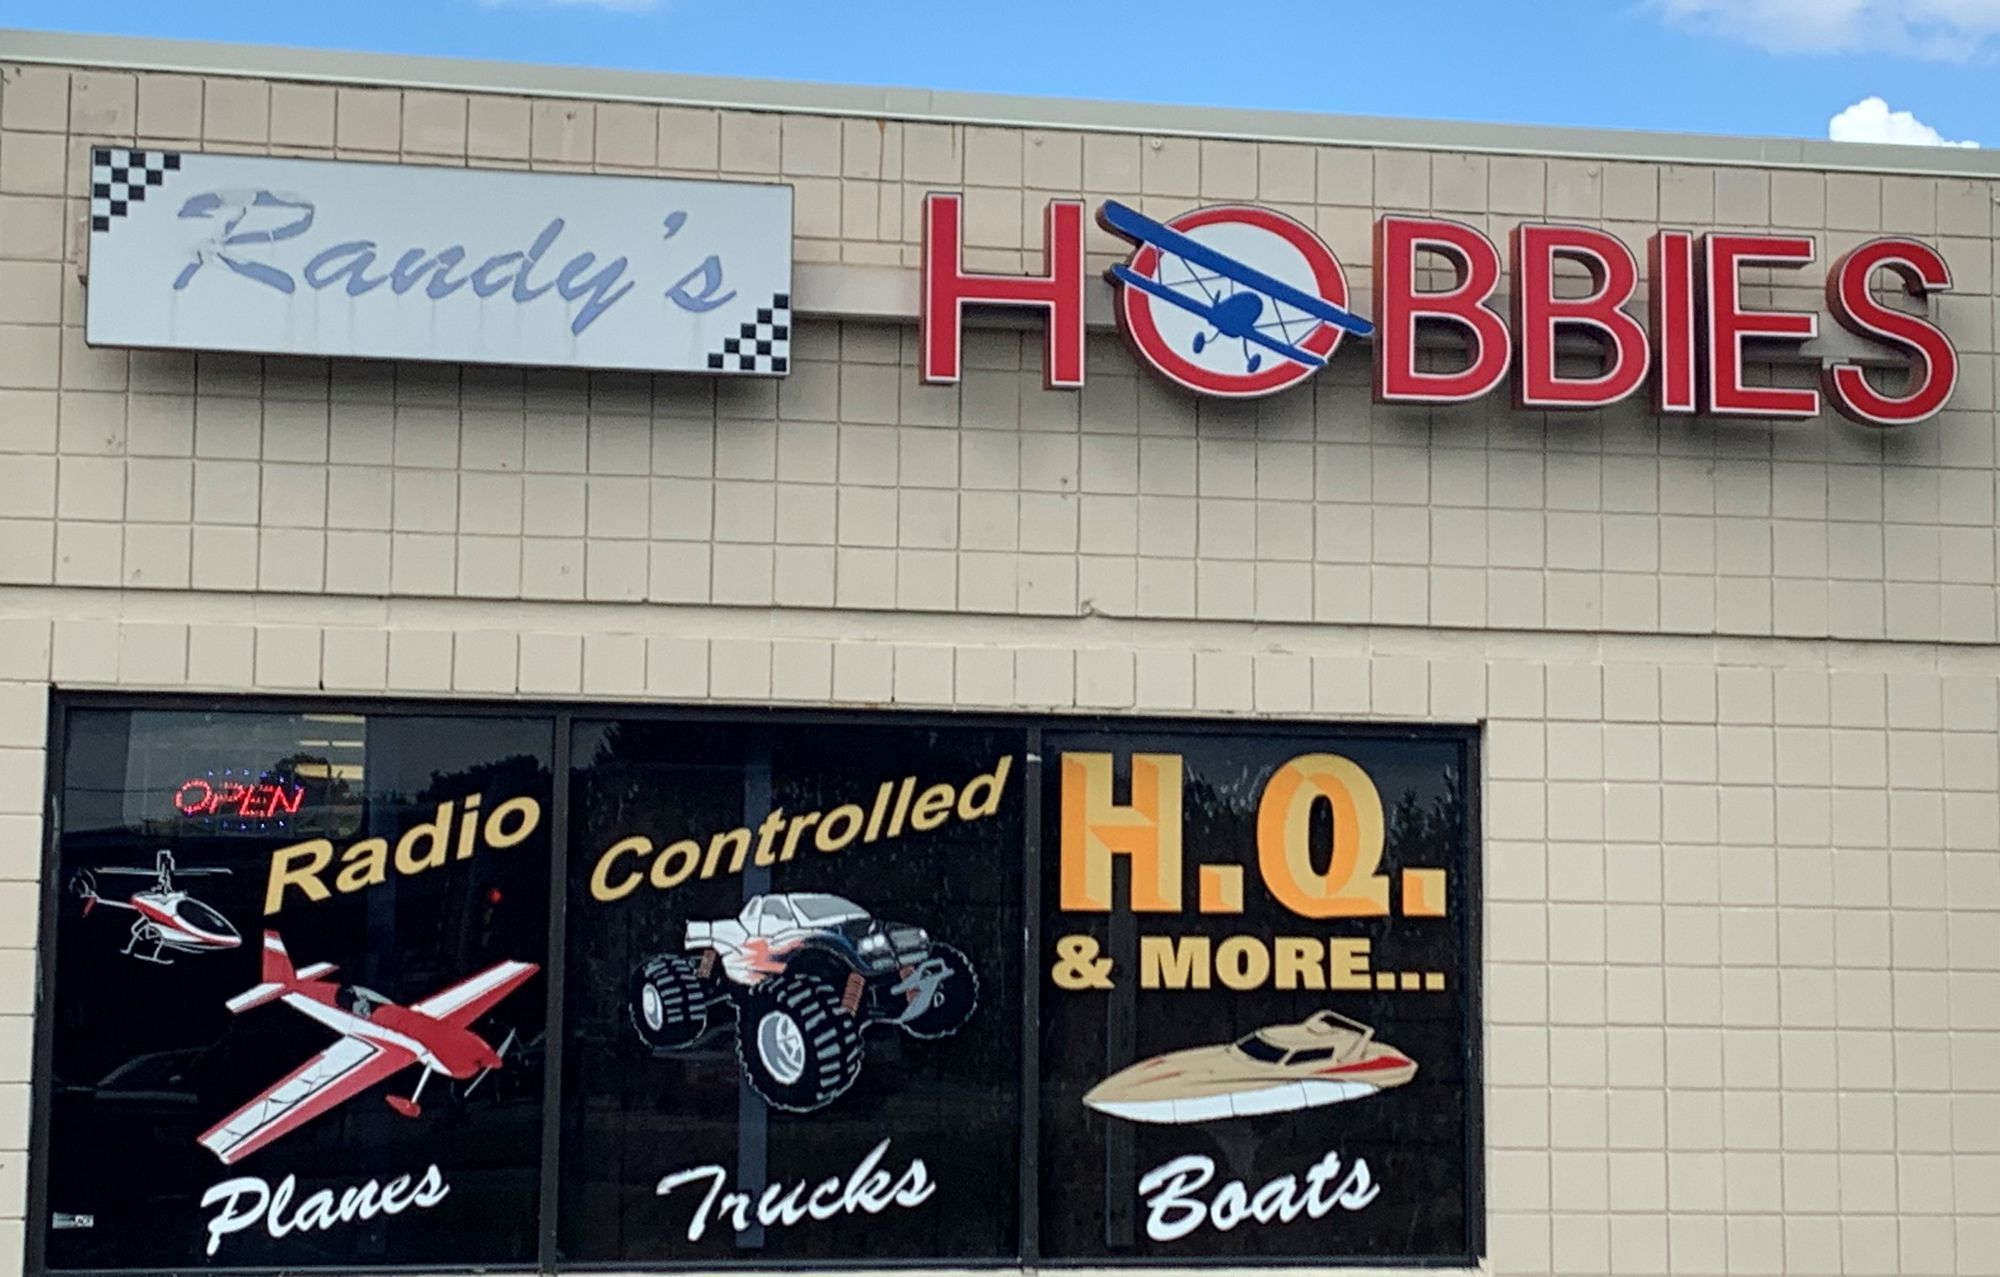 Randy's HOBBIES
OPEN
Radio Controlled H.Q.
& MORE...
Planes Trucks Boats